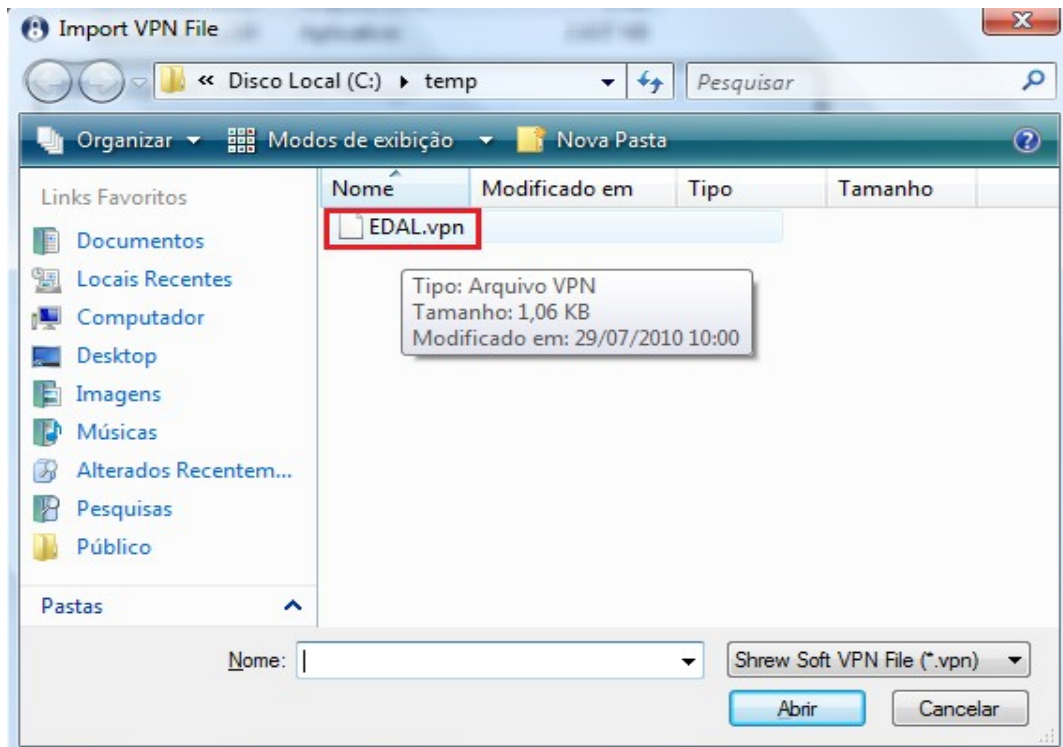 Import VPN File
« Disco Local (C:) temp
Pesquisar
Organizar Modos de exibição Nova Pasta
Links Favoritos
Documentos
Locais Recentes
Computador
Desktop
Imagens
Músicas
Alterados Recentem...
Pesquisas
Público
Pastas
Nome Modificado em Tipo Tamanho
EDAL.vpn
Tipo: Arquivo VPN
Tamanho: 1,06 KB
Modificado em: 29/07/2010 10:00
Nome: Shrew Soft VPN File (*.vpn)
Abrir Cancelar